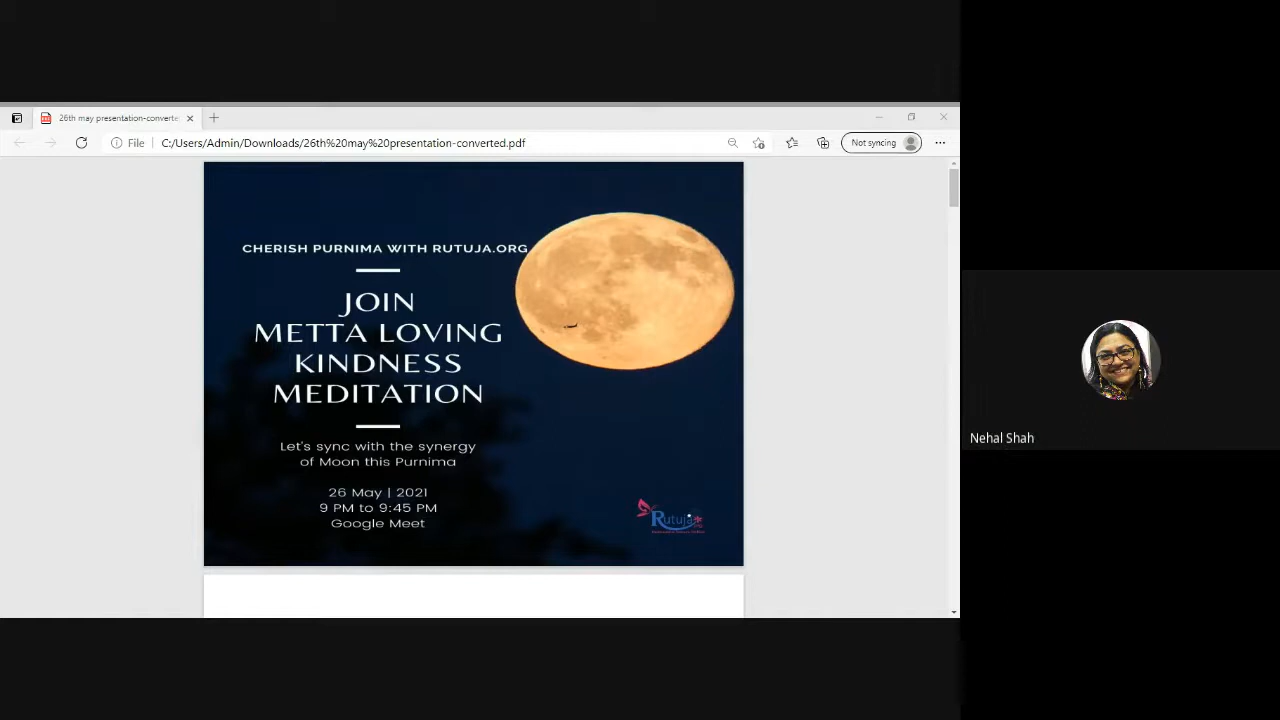 26th may presentation-converte
File
C:/Users/Admin/Downloads/26th%20may%20presentation-converted.pdf
Not syncing
CHERISH PURNIMA WITH RUTUJA.ORG
JOIN
METTA LOVING
KINDNESS
MEDITATION
Let's sync with the synergy
of Moon this Purnima
26 May | 2021
9 PM to 9:45 PM
Google Meet
Rutuja
Nehal Shah